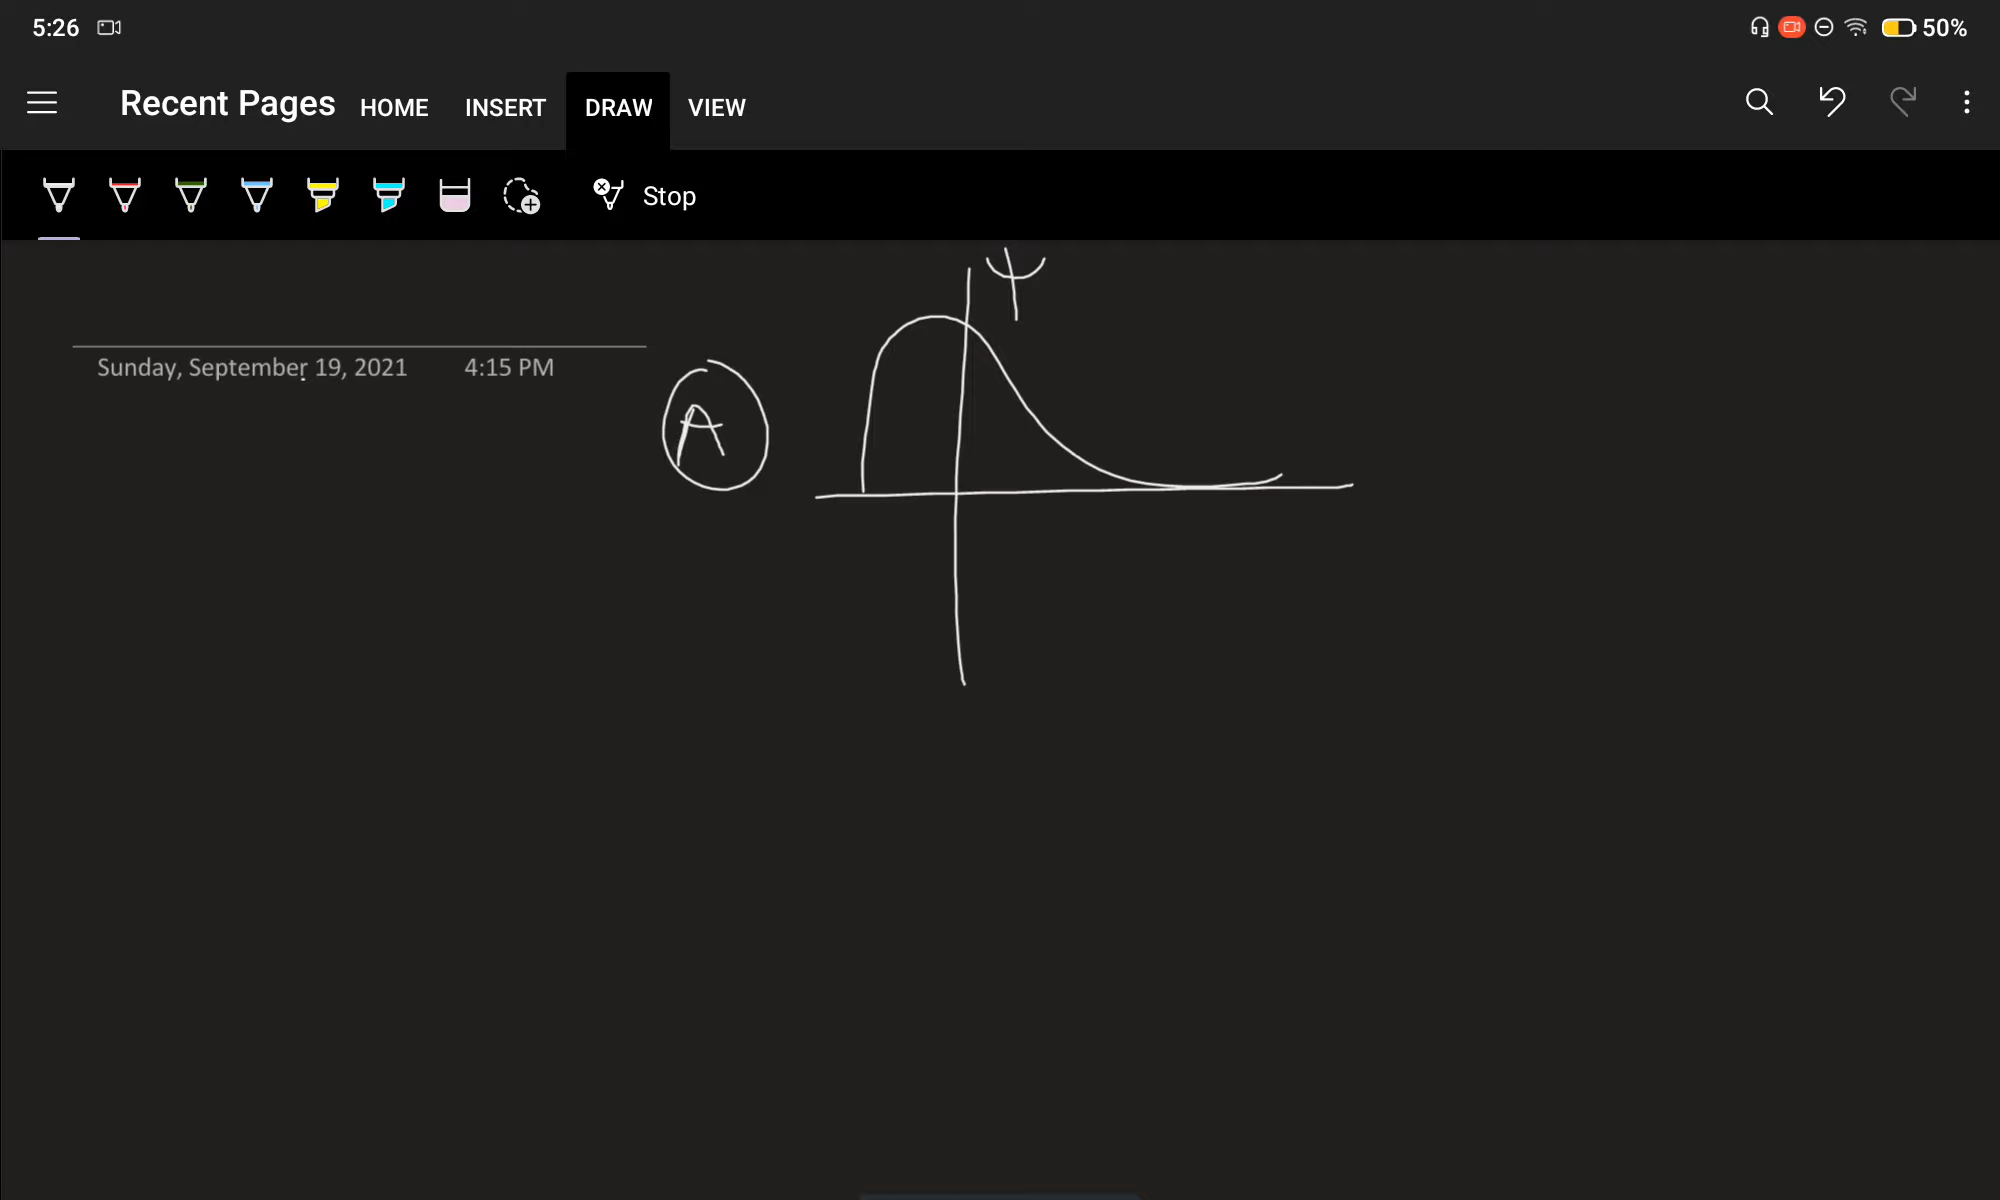 5:26 50%
Recent Pages HOME INSERT DRAW VIEW
Stop
ψ
Sunday, September 19, 2021 4:15 PM
A